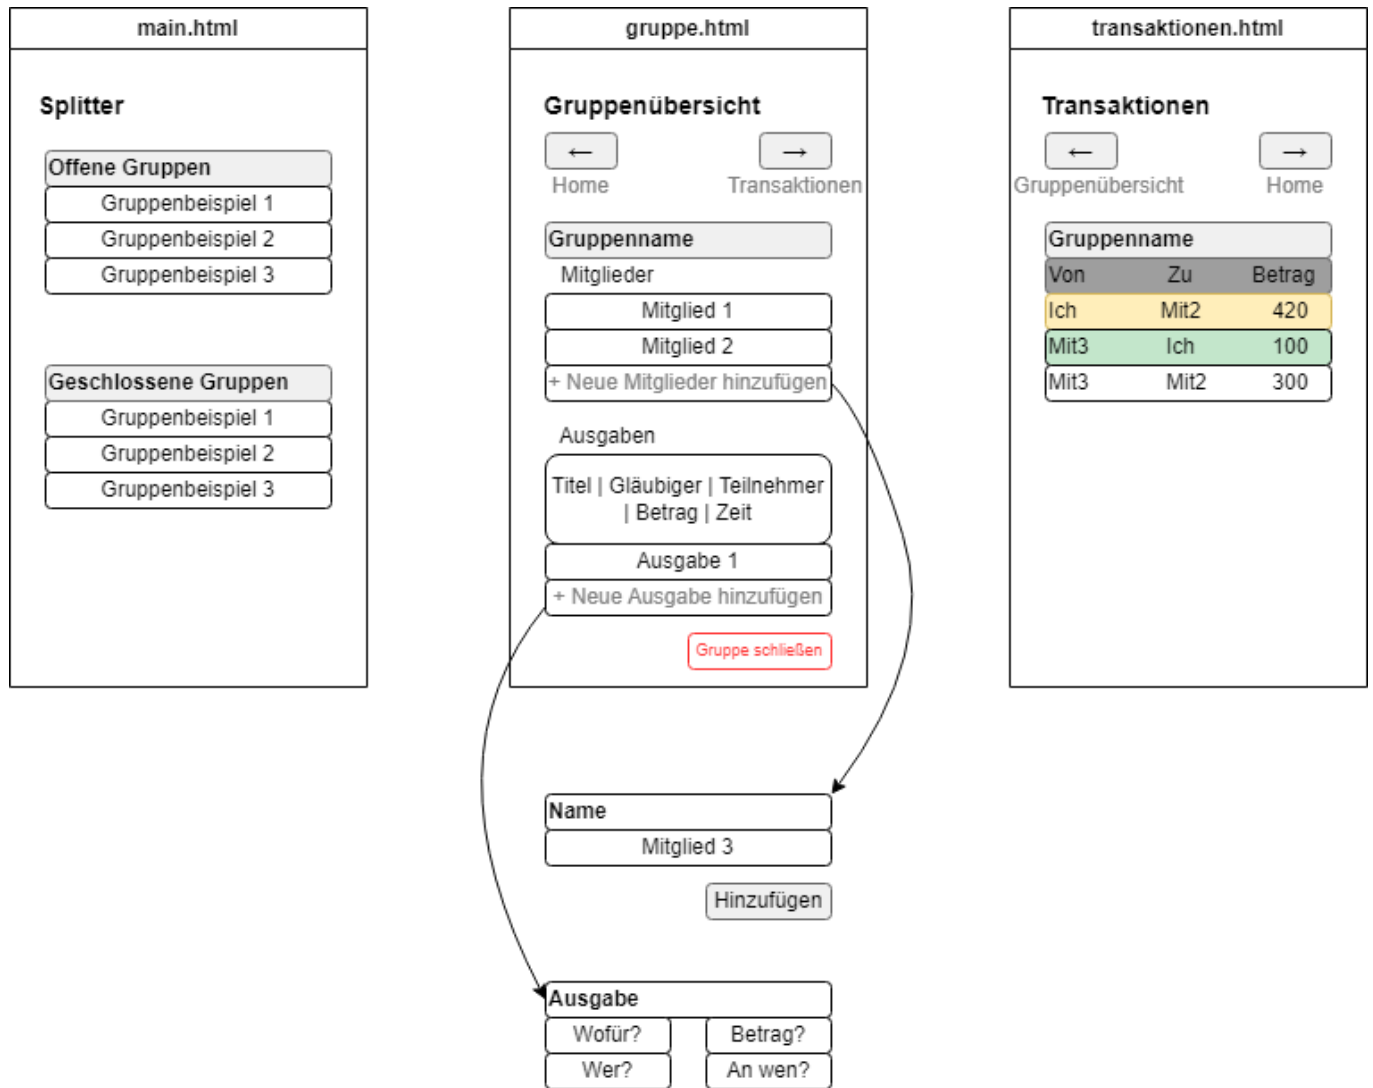 main.html
Splitter
Offene Gruppen
Gruppenbeispiel 1
Gruppenbeispiel 2
Gruppenbeispiel 3
Geschlossene Gruppen
Gruppenbeispiel 1
Gruppenbeispiel 2
Gruppenbeispiel 3
gruppe.html
Gruppenübersicht
← →
Home Transaktionen
Gruppenname
Mitglieder
Mitglied 1
Mitglied 2
+ Neue Mitglieder hinzufügen
Ausgaben
Titel | Gläubiger | Teilnehmer
| Betrag | Zeit
Ausgabe 1
+ Neue Ausgabe hinzufügen
Gruppe schließen
Name
Mitglied 3
Hinzufügen
Ausgabe
Wofür? Betrag?
Wer? An wen?
transaktionen.html
Transaktionen
← →
Gruppenübersicht Home
Gruppenname
Von Zu Betrag
Ich Mit2 420
Mit3 Ich 100
Mit3 Mit2 300